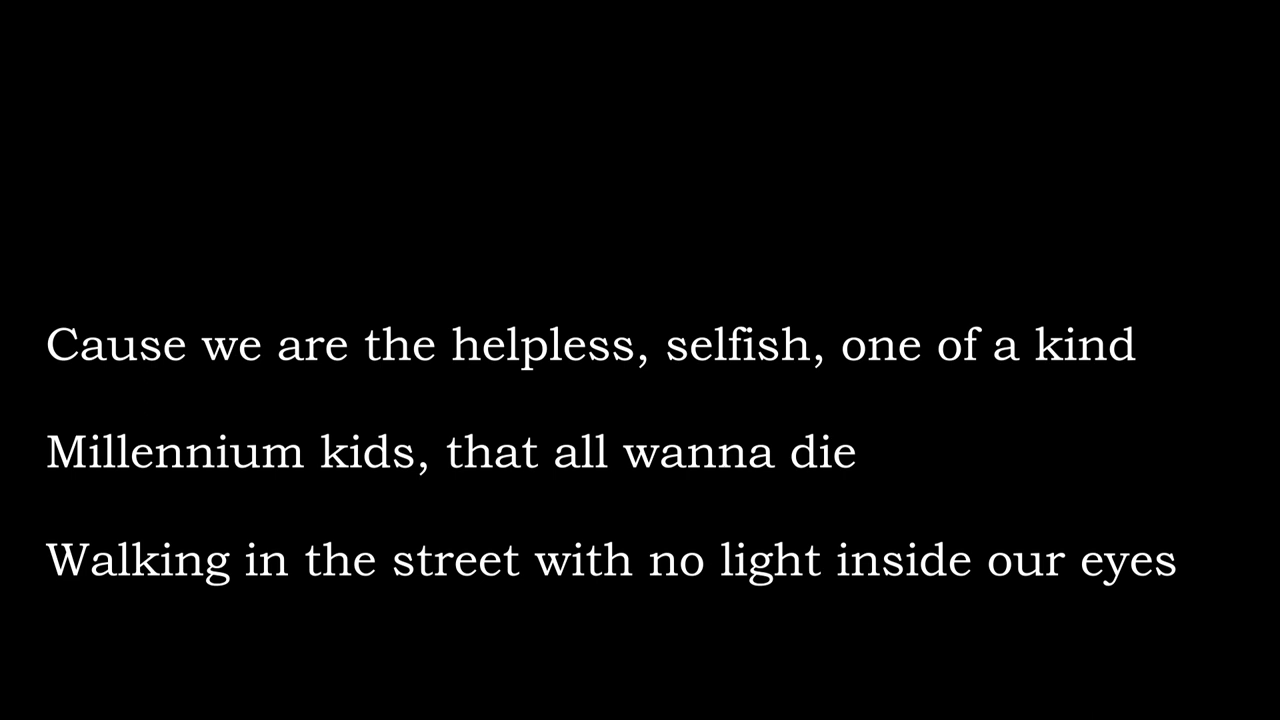 Cause we are the helpless, selfish, one of a kind
Millennium kids, that all wanna die
Walking in the street with no light inside our eyes